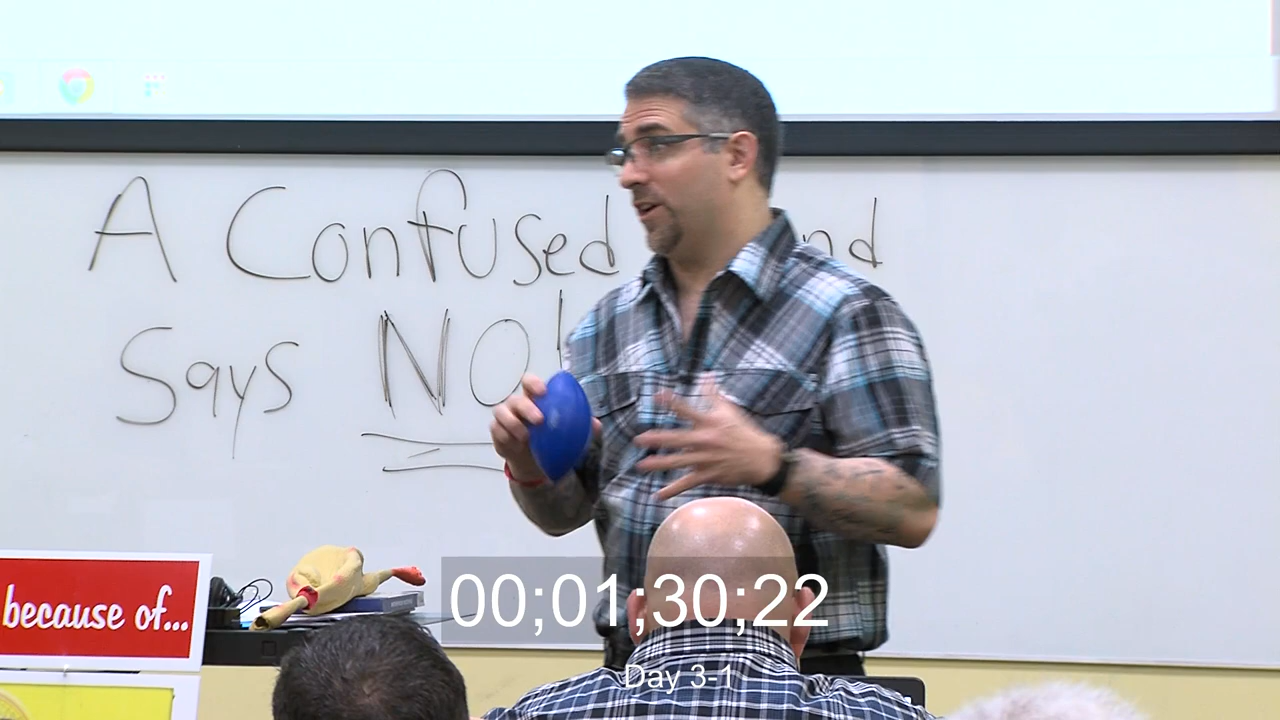 A Confused nd
Says NO!
because of...
00;01;30;22
Day 3-1